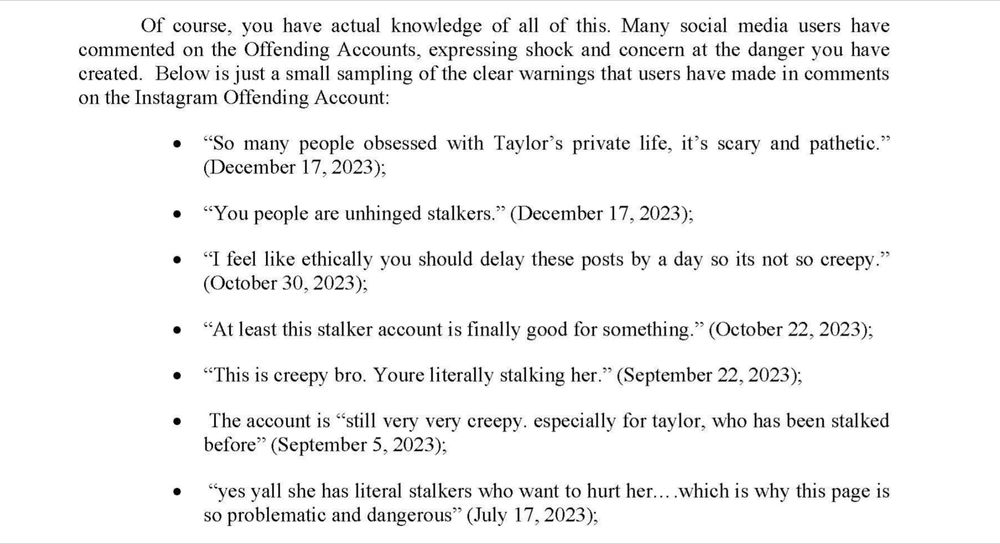 Of course, you have actual knowledge of all of this. Many social media users have
commented on the Offending Accounts, expressing shock and concern at the danger you have
created.  Below is just a small sampling of the clear warnings that users have made in comments
on the Instagram Offending Account:
• “So many people obsessed with Taylor’s private life, it’s scary and pathetic.”
(December 17, 2023);
• “You people are unhinged stalkers.” (December 17, 2023);
• “I feel like ethically you should delay these posts by a day so its not so creepy.”
(October 30, 2023);
• “At least this stalker account is finally good for something.” (October 22, 2023);
• “This is creepy bro. Youre literally stalking her.” (September 22, 2023);
• The account is “still very very creepy. especially for taylor, who has been stalked
before” (September 5, 2023);
• “yes yall she has literal stalkers who want to hurt her….which is why this page is
so problematic and dangerous” (July 17, 2023);